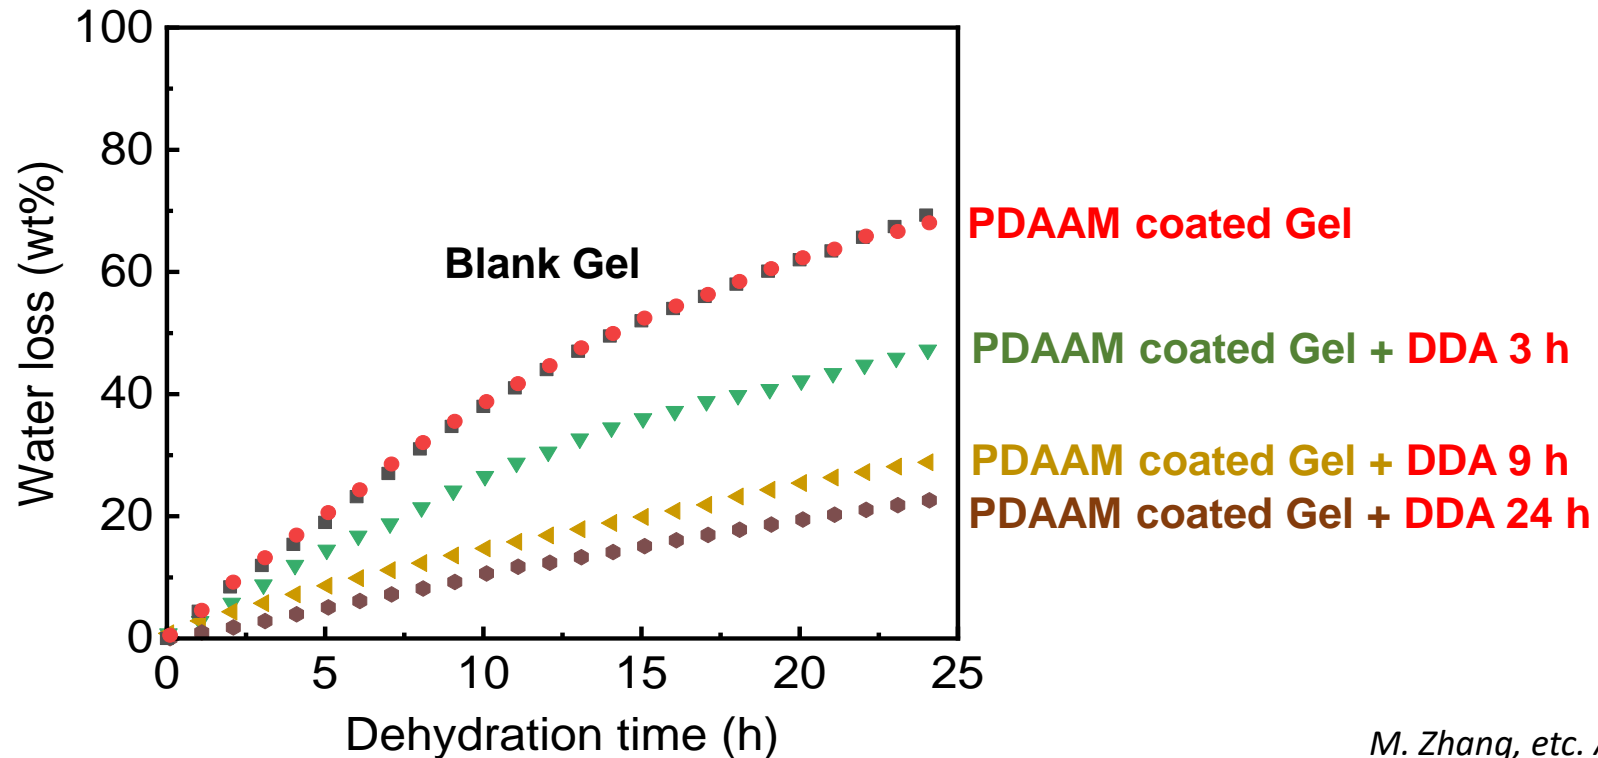 100
80
60
40
20
0
Water loss (wt%)
0 5 10 15 20 25
Dehydration time (h)
Blank Gel
PDAAM coated Gel
PDAAM coated Gel + DDA 3 h
PDAAM coated Gel + DDA 9 h
PDAAM coated Gel + DDA 24 h
M. Zhang, etc.